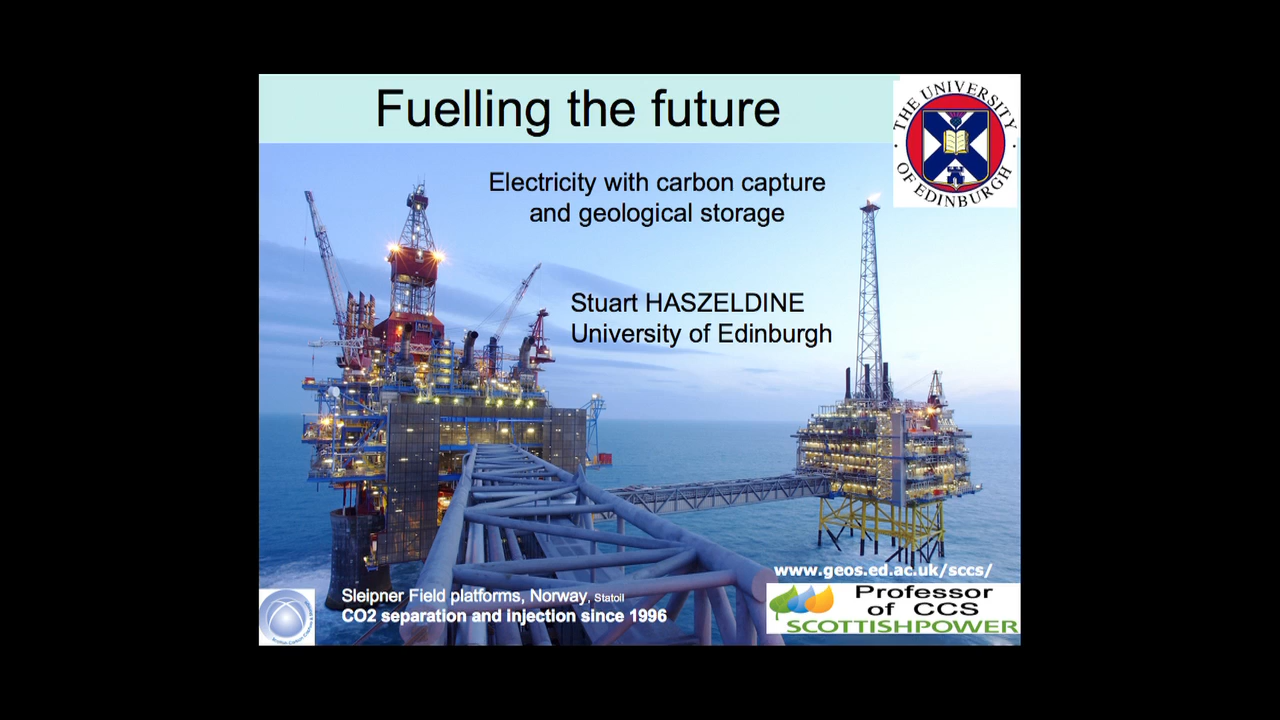 Fuelling the future
THE UNIVERSITY
OF EDINBURGH
Electricity with carbon capture
and geological storage
Stuart HASZELDINE
University of Edinburgh
www.geos.ed.ac.uk/sccs/
Sleipner Field platforms, Norway, Statoil
CO2 separation and injection since 1996
Professor
of CCS
SCOTTISHPOWER